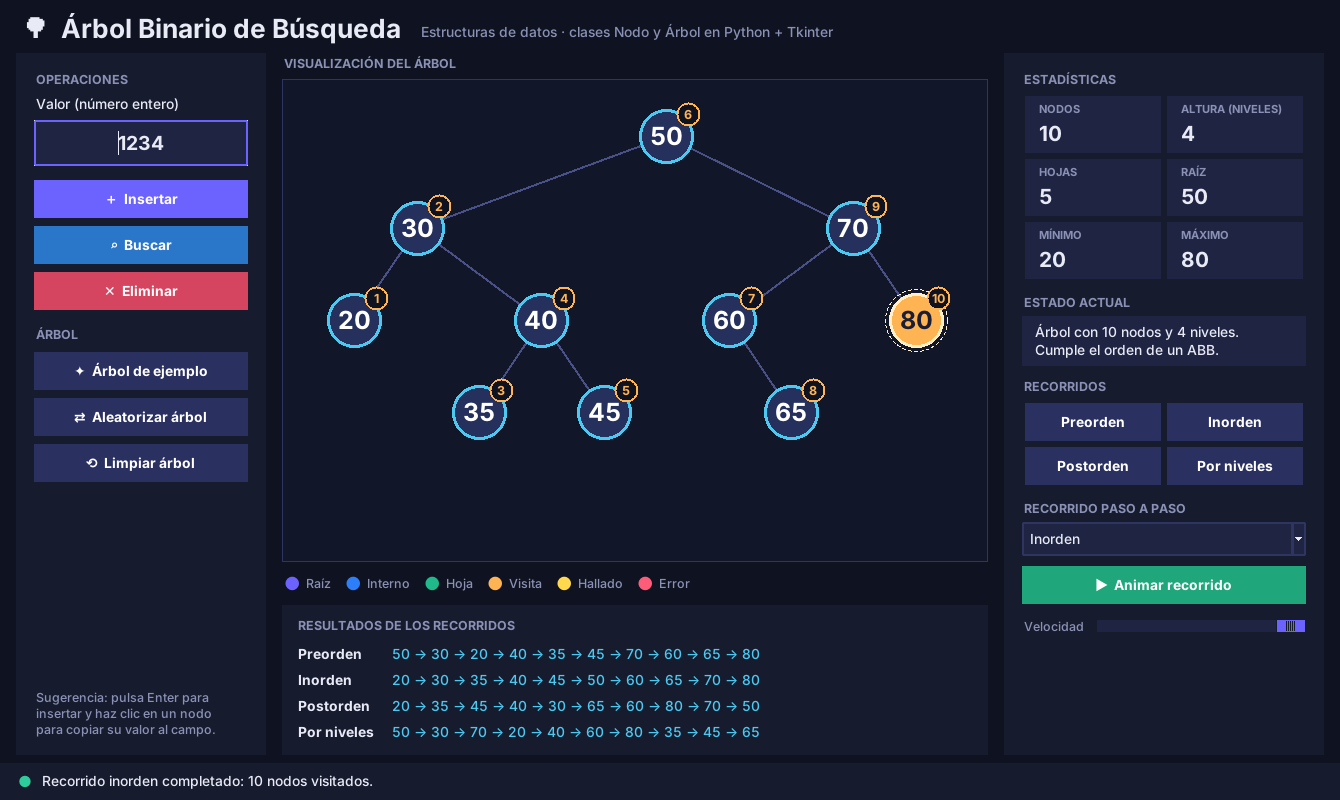 Árbol Binario de Búsqueda Estructuras de datos · clases Nodo y Árbol en Python + Tkinter
OPERACIONES
Valor (número entero)
1234
+ Insertar
⌕ Buscar
✕ Eliminar
ÁRBOL
✦ Árbol de ejemplo
⇄ Aleatorizar árbol
⟲ Limpiar árbol
Sugerencia: pulsa Enter para
insertar y haz clic en un nodo
para copiar su valor al campo.
VISUALIZACIÓN DEL ÁRBOL
50 6
30 2
70 9
20 1
40 4
60 7
80 10
35 3
45 5
65 8
Raíz Interno Hoja Visita Hallado Error
RESULTADOS DE LOS RECORRIDOS
Preorden 50 → 30 → 20 → 40 → 35 → 45 → 70 → 60 → 65 → 80
Inorden 20 → 30 → 35 → 40 → 45 → 50 → 60 → 65 → 70 → 80
Postorden 20 → 35 → 45 → 40 → 30 → 65 → 60 → 80 → 70 → 50
Por niveles 50 → 30 → 70 → 20 → 40 → 60 → 80 → 35 → 45 → 65
ESTADÍSTICAS
NODOS
10
ALTURA (NIVELES)
4
HOJAS
5
RAÍZ
50
MÍNIMO
20
MÁXIMO
80
ESTADO ACTUAL
Árbol con 10 nodos y 4 niveles.
Cumple el orden de un ABB.
RECORRIDOS
Preorden
Inorden
Postorden
Por niveles
RECORRIDO PASO A PASO
Inorden
▶ Animar recorrido
Velocidad
Recorrido inorden completado: 10 nodos visitados.